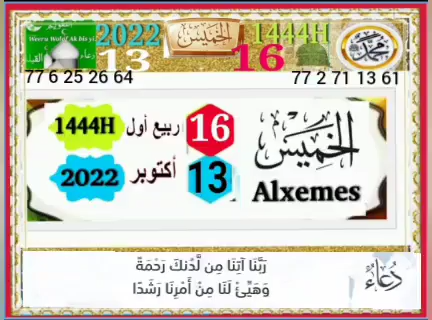 2022
13
الخميس
1444H
16
محمد
77 6 25 26 64
77 2 71 13 61
1444H
ربيع أول
16
الخميس
2022
أكتوبر
13
Alxemes
رَبَّنَا آتِنَا مِن لَّدُنكَ رَحْمَةً
وَهَيِّئْ لَنَا مِنْ أَمْرِنَا رَشَدًا
دُعَاءُ